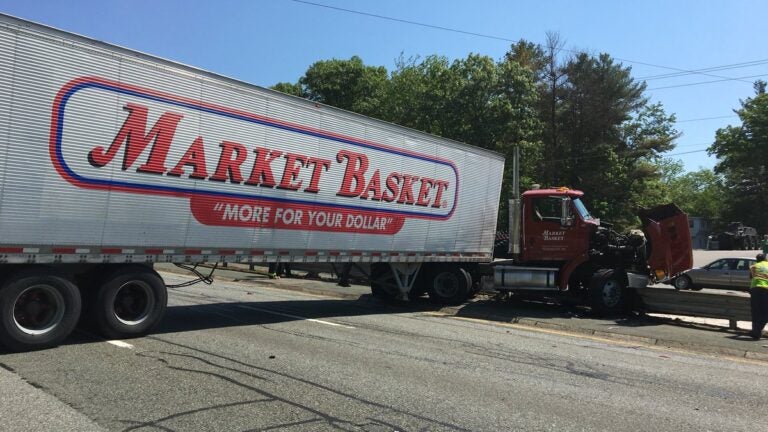 MARKET BASKET®
"MORE FOR YOUR DOLLAR"
MARKET
BASKET